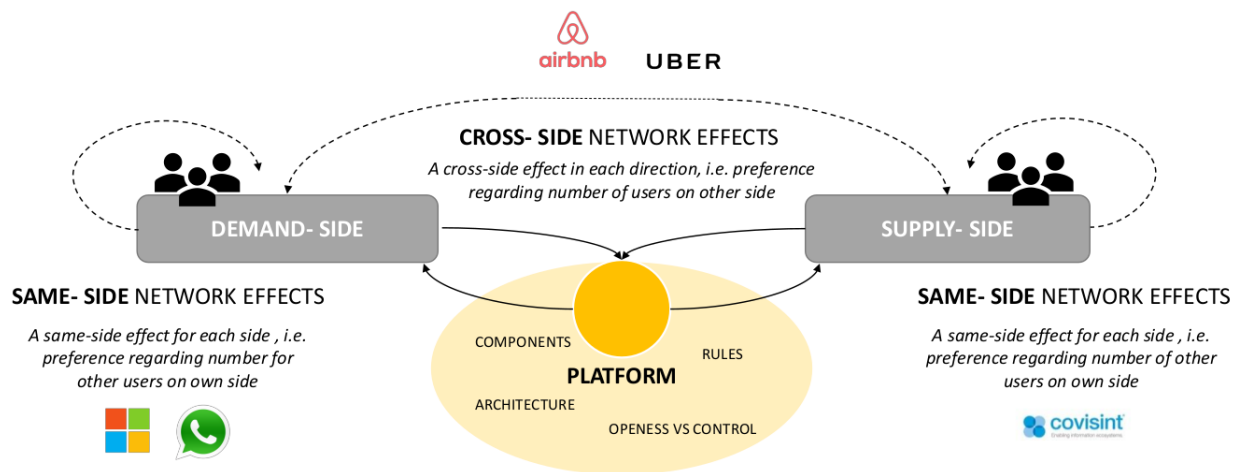 airbnb
UBER
CROSS- SIDE NETWORK EFFECTS
A cross-side effect in each direction, i.e. preference
regarding number of users on other side
DEMAND- SIDE
SUPPLY- SIDE
SAME- SIDE NETWORK EFFECTS
A same-side effect for each side , i.e.
preference regarding number for
other users on own side
COMPONENTS
RULES
PLATFORM
ARCHITECTURE
OPENESS VS CONTROL
SAME- SIDE NETWORK EFFECTS
A same-side effect for each side , i.e.
preference regarding number of other
users on own side
covisint
Enabling information ecosystems.